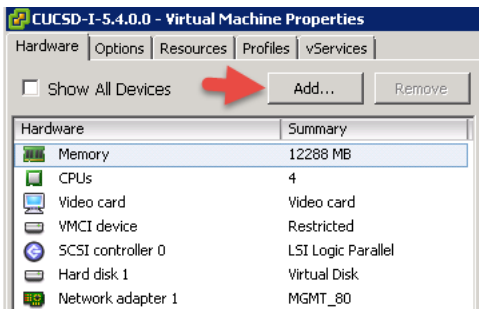 CUCSD-I-5.4.0.0 - Virtual Machine Properties
Hardware Options Resources Profiles vServices
Show All Devices Add... Remove
Hardware Summary
Memory 12288 MB
CPUs 4
Video card Video card
VMCI device Restricted
SCSI controller 0 LSI Logic Parallel
Hard disk 1 Virtual Disk
Network adapter 1 MGMT_80